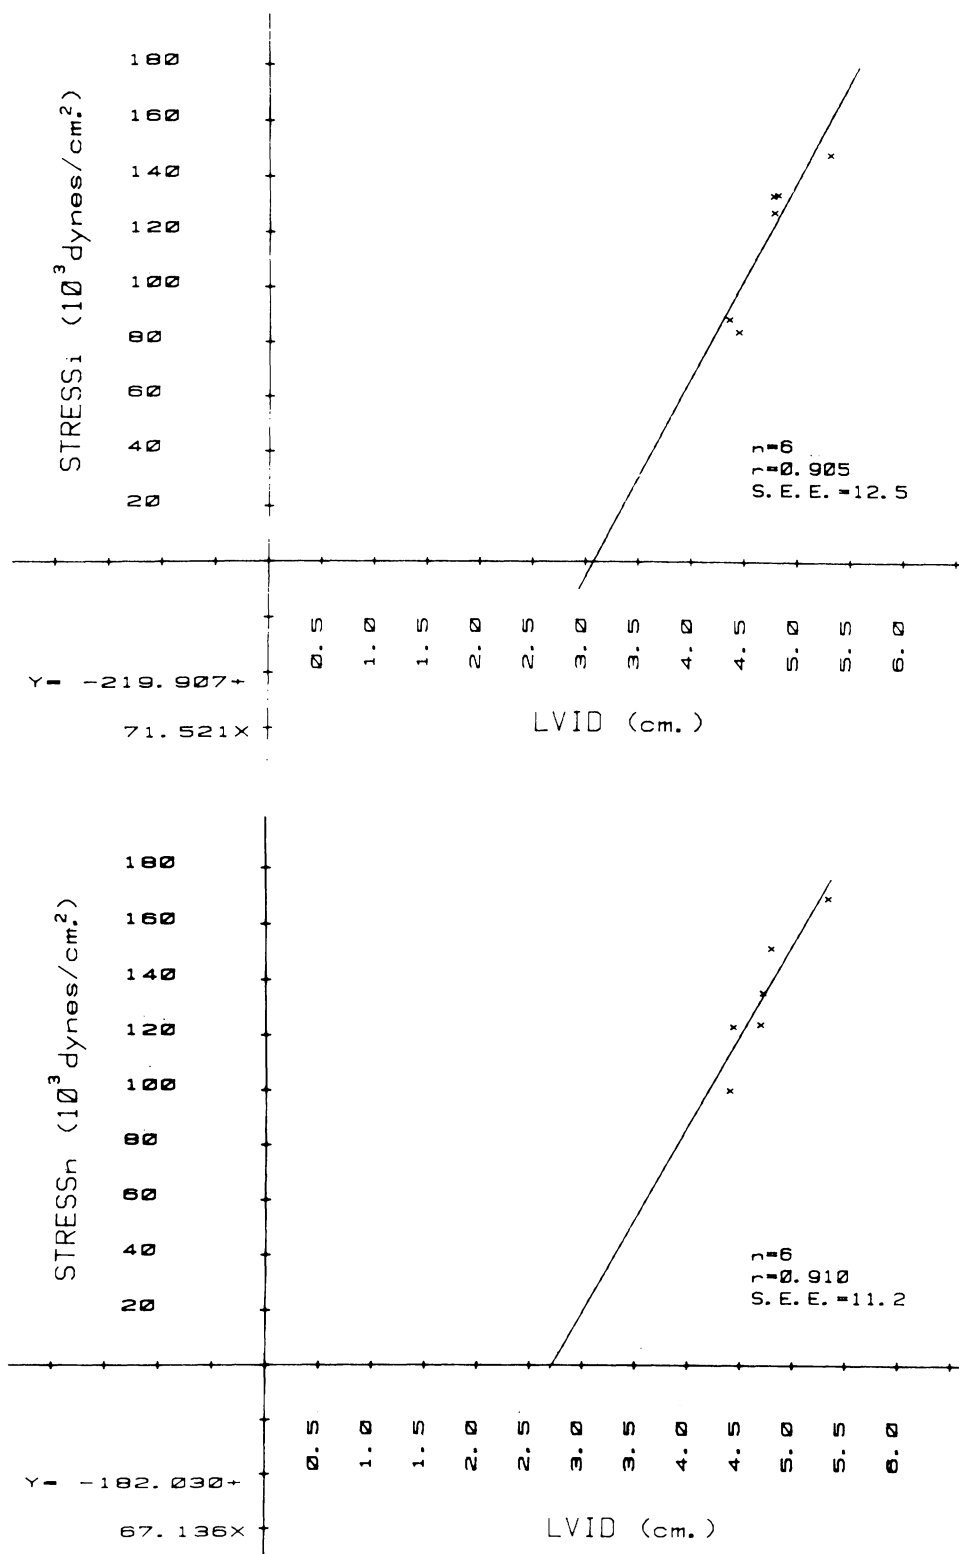 180
160
140
120
100
80
60
40
20
STRESSi (10³ dynes/cm.²)
n=6
r=0.905
S.E.E.=12.5
0.5 1.0 1.5 2.0 2.5 3.0 3.5 4.0 4.5 5.0 5.5 6.0
Y= -219.907+
71.521X
LVID (cm.)
180
160
140
120
100
80
60
40
20
STRESSn (10³ dynes/cm.²)
n=6
r=0.910
S.E.E.=11.2
0.5 1.0 1.5 2.0 2.5 3.0 3.5 4.0 4.5 5.0 5.5 6.0
Y= -182.030+
67.136X
LVID (cm.)